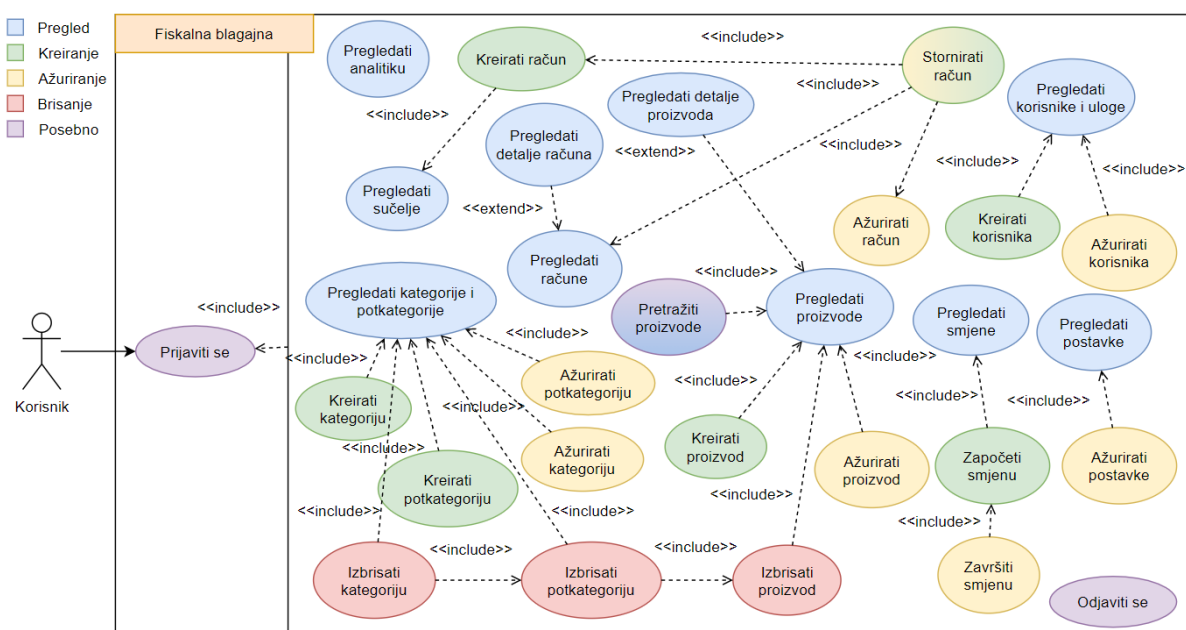 Pregled
Kreiranje
Ažuriranje
Brisanje
Posebno
Fiskalna blagajna
Korisnik
<<include>>
Prijaviti se
Pregledati
analitiku
Kreirati račun
<<include>>
Stornirati
račun
<<include>>
Pregledati
sučelje
Pregledati
detalje računa
<<extend>>
Pregledati detalje
proizvoda
<<extend>>
<<include>>
<<include>>
Pregledati
korisnike i uloge
<<include>>
<<include>>
Ažurirati
račun
Kreirati
korisnika
Ažurirati
korisnika
Pregledati
račune
Pregledati kategorije i
potkategorije
Pretražiti
proizvode
<<include>>
Pregledati
proizvode
Pregledati
smjene
Pregledati
postavke
<<include>>
<<include>>
<<include>>
<<include>>
<<include>>
<<include>>
Kreirati
kategoriju
Ažurirati
potkategoriju
<<include>>
<<include>>
Kreirati
proizvod
Ažurirati
kategoriju
Kreirati
potkategoriju
Ažurirati
proizvod
Započeti
smjenu
Ažurirati
postavke
<<include>>
<<include>>
<<include>>
<<include>>
Izbrisati
kategoriju
<<include>>
Izbrisati
potkategoriju
<<include>>
Izbrisati
proizvod
Završiti
smjenu
Odjaviti se